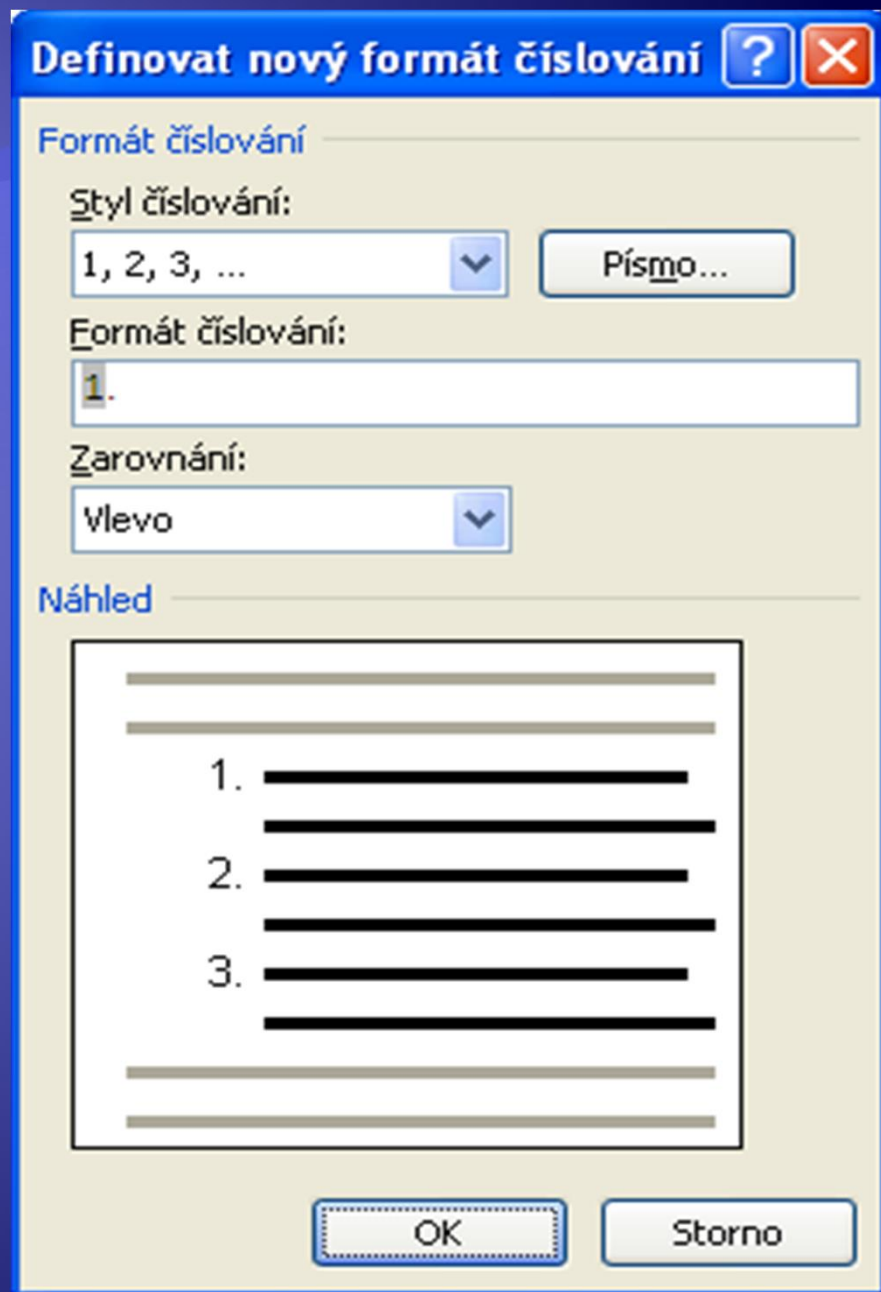 Definovat nový formát číslování
Formát číslování
Styl číslování:
1, 2, 3, ...
Písmo...
Formát číslování:
1.
Zarovnání:
Vlevo
Náhled
1.
2.
3.
OK Storno